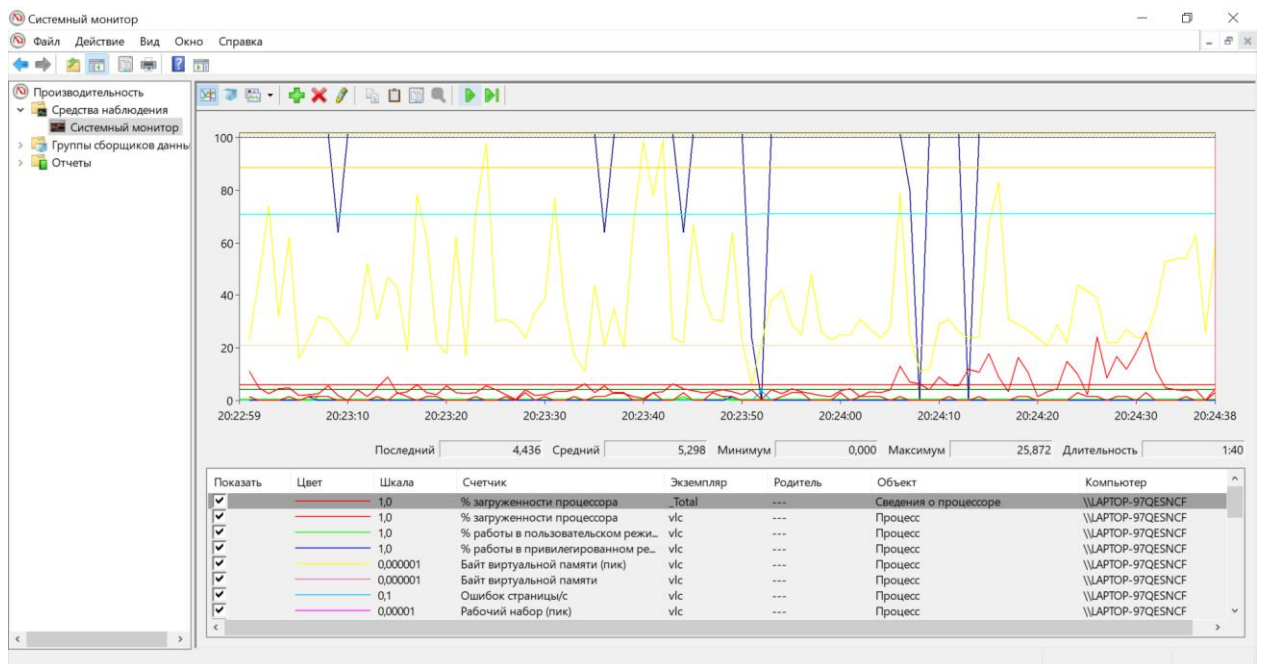 Системный монитор
Файл Действие Вид Окно Справка
Производительность
Средства наблюдения
Системный монитор
Группы сборщиков данны
Отчеты
100
80
60
40
20
0
20:22:59 20:23:10 20:23:20 20:23:30 20:23:40 20:23:50 20:24:00 20:24:10 20:24:20 20:24:30 20:24:38
Последний 4,436 Средний 5,298 Минимум 0,000 Максимум 25,872 Длительность 1:40
Показать Цвет Шкала Счетчик Экземпляр Родитель Объект Компьютер
1,0 % загруженности процессора _Total --- Сведения о процессоре \\LAPTOP-97QESNCF
1,0 % загруженности процессора vlc --- Процесс \\LAPTOP-97QESNCF
1,0 % работы в пользовательском режи... vlc --- Процесс \\LAPTOP-97QESNCF
1,0 % работы в привилегированном ре... vlc --- Процесс \\LAPTOP-97QESNCF
0,000001 Байт виртуальной памяти (пик) vlc --- Процесс \\LAPTOP-97QESNCF
0,000001 Байт виртуальной памяти vlc --- Процесс \\LAPTOP-97QESNCF
0,1 Ошибок страницы/с vlc --- Процесс \\LAPTOP-97QESNCF
0,00001 Рабочий набор (пик) vlc --- Процесс \\LAPTOP-97QESNCF